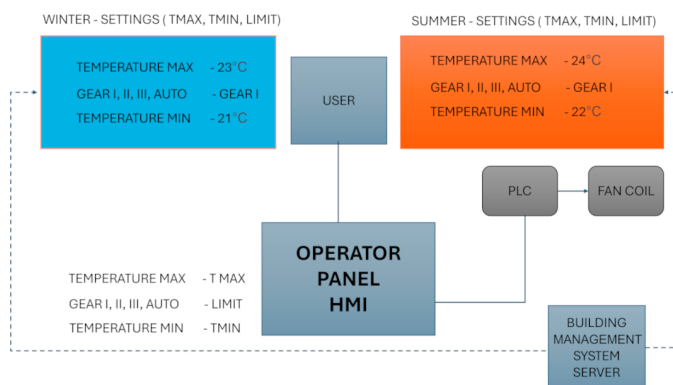 WINTER - SETTINGS ( TMAX, TMIN, LIMIT)
SUMMER - SETTINGS ( TMAX, TMIN, LIMIT)
TEMPERATURE MAX - 23°C
GEAR I, II, III, AUTO - GEAR I
TEMPERATURE MIN - 21°C
USER
TEMPERATURE MAX - 24°C
GEAR I, II, III, AUTO - GEAR I
TEMPERATURE MIN - 22°C
PLC
FAN COIL
OPERATOR
PANEL
HMI
TEMPERATURE MAX - T MAX
GEAR I, II, III, AUTO - LIMIT
TEMPERATURE MIN - TMIN
BUILDING
MANAGEMENT
SYSTEM
SERVER